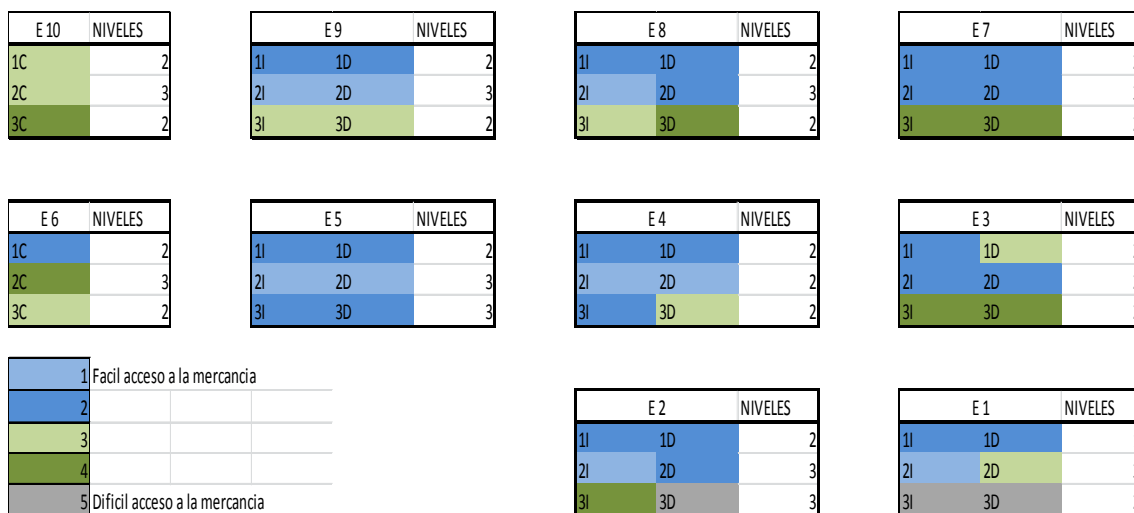 E 10 NIVELES E 9 NIVELES E 8 NIVELES E 7 NIVELES
1C 2 1I 1D 2 1I 1D 2 1I 1D
2C 3 2I 2D 3 2I 2D 3 2I 2D
3C 2 3I 3D 2 3I 3D 2 3I 3D
E 6 NIVELES E 5 NIVELES E 4 NIVELES E 3 NIVELES
1C 2 1I 1D 2 1I 1D 2 1I 1D
2C 3 2I 2D 3 2I 2D 2 2I 2D
3C 2 3I 3D 3 3I 3D 2 3I 3D
1 Facil acceso a la mercancia
2 E 2 NIVELES E 1 NIVELES
3 1I 1D 2 1I 1D
4 2I 2D 3 2I 2D
5 Dificil acceso a la mercancia 3I 3D 3 3I 3D